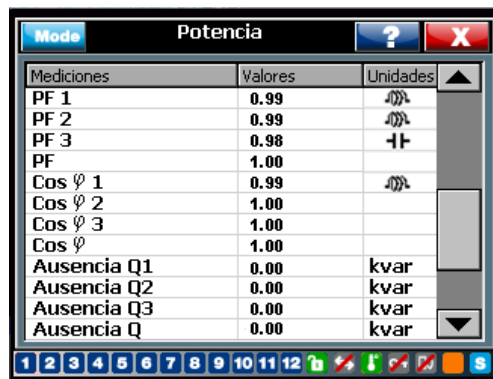 Mode Potencia ? X
Mediciones Valores Unidades
PF 1 0.99
PF 2 0.99
PF 3 0.98
PF 1.00
Cos φ 1 0.99
Cos φ 2 1.00
Cos φ 3 1.00
Cos φ 1.00
Ausencia Q1 0.00 kvar
Ausencia Q2 0.00 kvar
Ausencia Q3 0.00 kvar
Ausencia Q 0.00 kvar
1 2 3 4 5 6 7 8 9 10 11 12 S